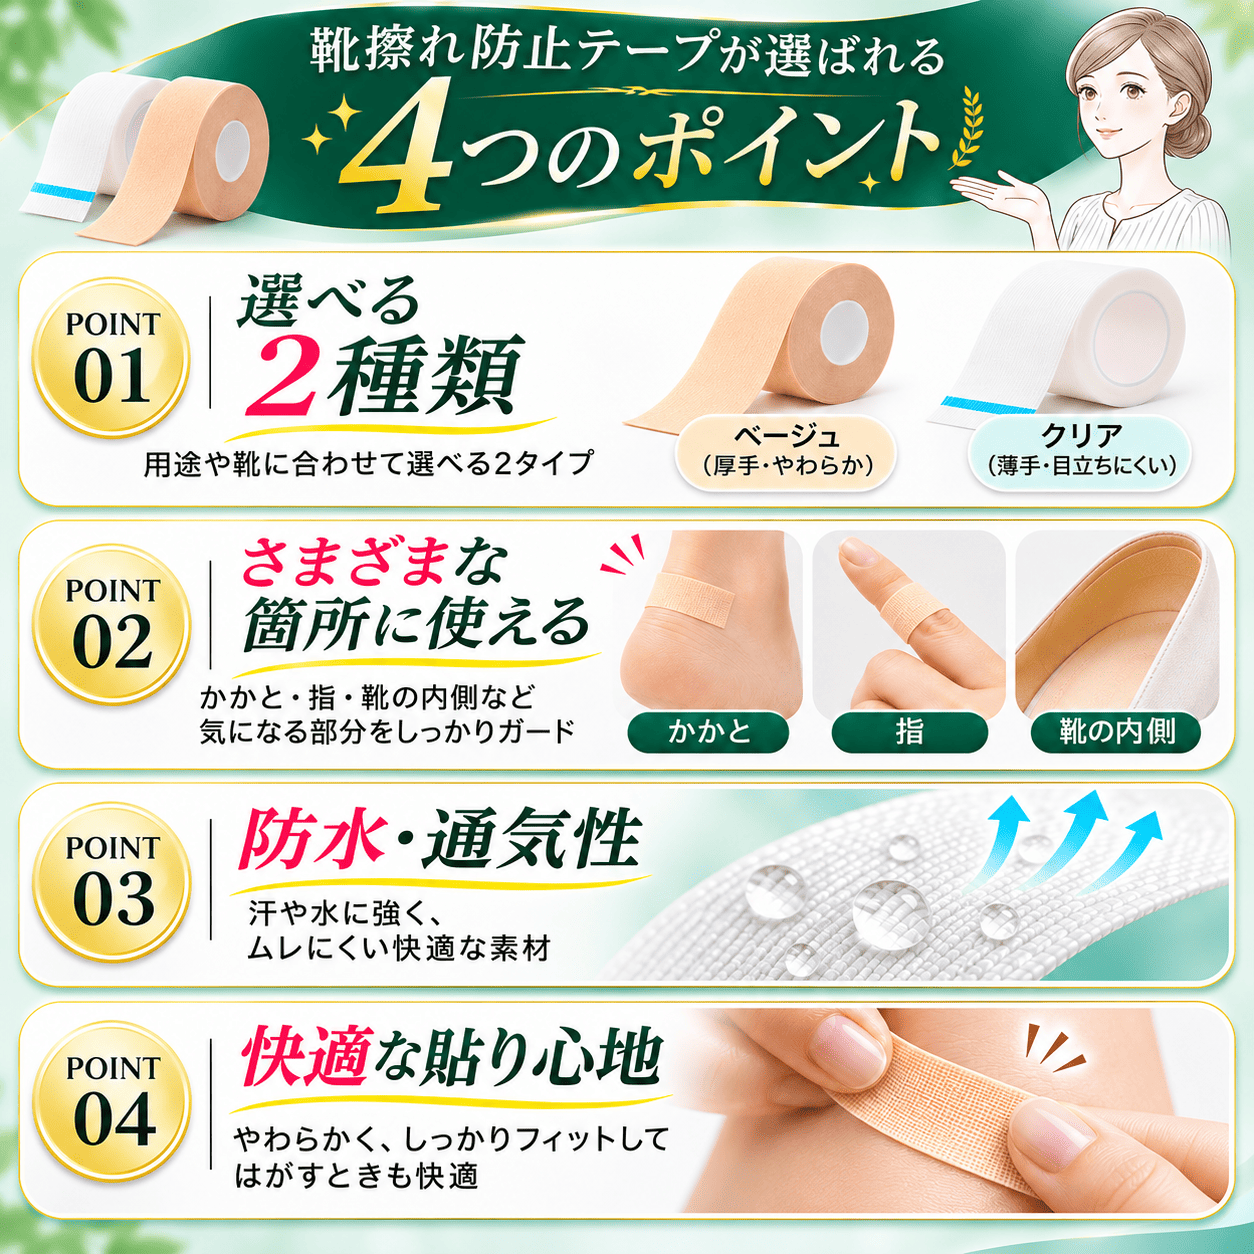 靴擦れ防止テープが選ばれる
4つのポイント
POINT
01
選べる
2種類
用途や靴に合わせて選べる2タイプ
ベージュ
（厚手・やわらか）
クリア
（薄手・目立ちにくい）
POINT
02
さまざまな
箇所に使える
かかと・指・靴の内側など
気になる部分をしっかりガード
かかと
指
靴の内側
POINT
03
防水・通気性
汗や水に強く、
ムレにくい快適な素材
POINT
04
快適な貼り心地
やわらかく、しっかりフィットして
はがすときも快適